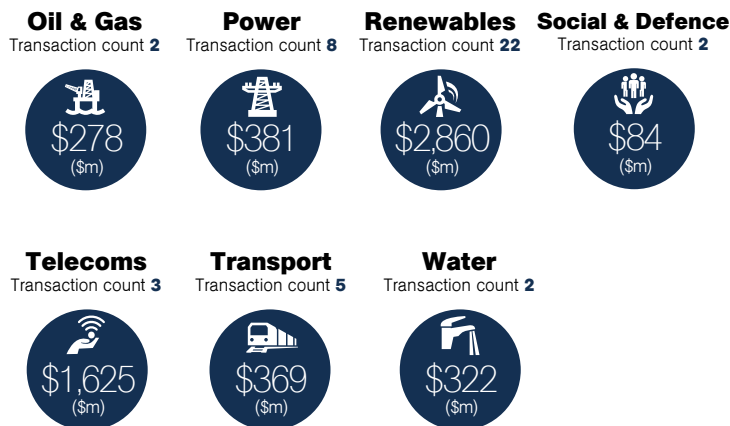 Oil & Gas
Transaction count 2
$278
($m)
Power
Transaction count 8
$381
($m)
Renewables
Transaction count 22
$2,860
($m)
Social & Defence
Transaction count 2
$84
($m)
Telecoms
Transaction count 3
$1,625
($m)
Transport
Transaction count 5
$369
($m)
Water
Transaction count 2
$322
($m)